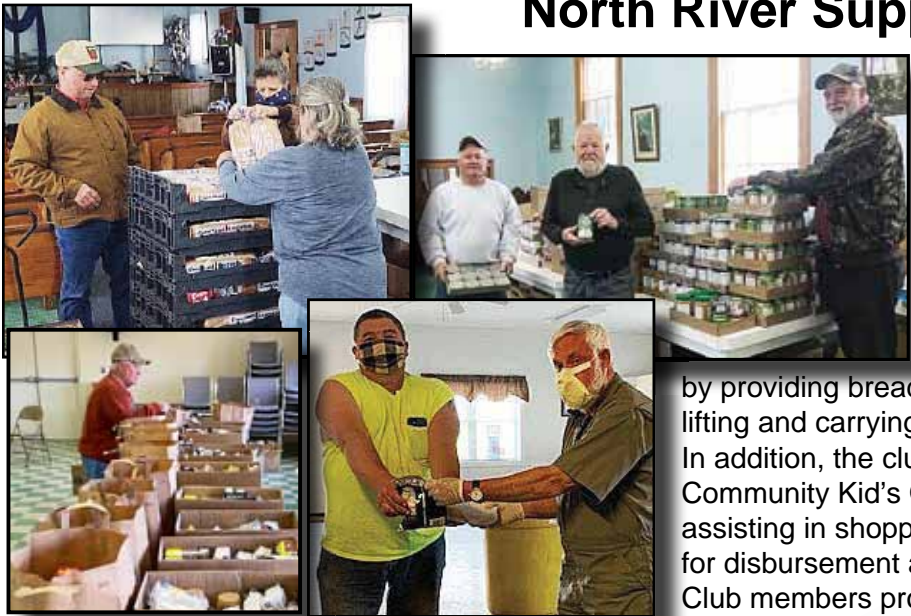 North River Sup
by providing bread
lifting and carrying
In addition, the clu
Community Kid's
assisting in shopp
for disbursement a
Club members pro